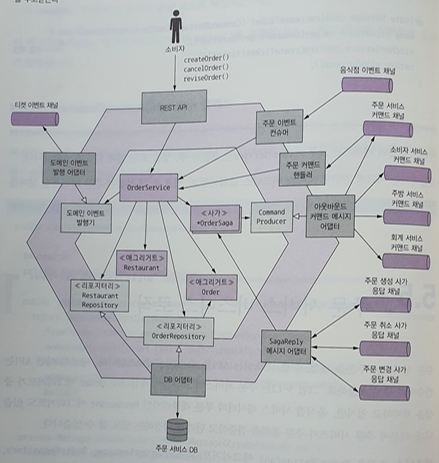 소비자
createOrder()
cancelOrder()
reviseOrder()
음식점 이벤트 채널
티켓 이벤트 채널
REST API
주문 이벤트
컨슈머
주문 서비스
커맨드 채널
도메인 이벤트
발행 어댑터
OrderService
주문 커맨드
핸들러
소비자 서비스
커맨드 채널
도메인 이벤트
발행기
≪사가≫
*OrderSaga
Command
Producer
아웃바운드
커맨드 메시지
어댑터
주방 서비스
커맨드 채널
≪애그리거트≫
Restaurant
회계 서비스
커맨드 채널
≪리포지터리≫
Restaurant
Repository
≪애그리거트≫
Order
주문 생성 사가
응답 채널
≪리포지터리≫
OrderRepository
SagaReply
메시지 어댑터
주문 취소 사가
응답 채널
DB 어댑터
주문 변경 사가
응답 채널
주문 서비스 DB